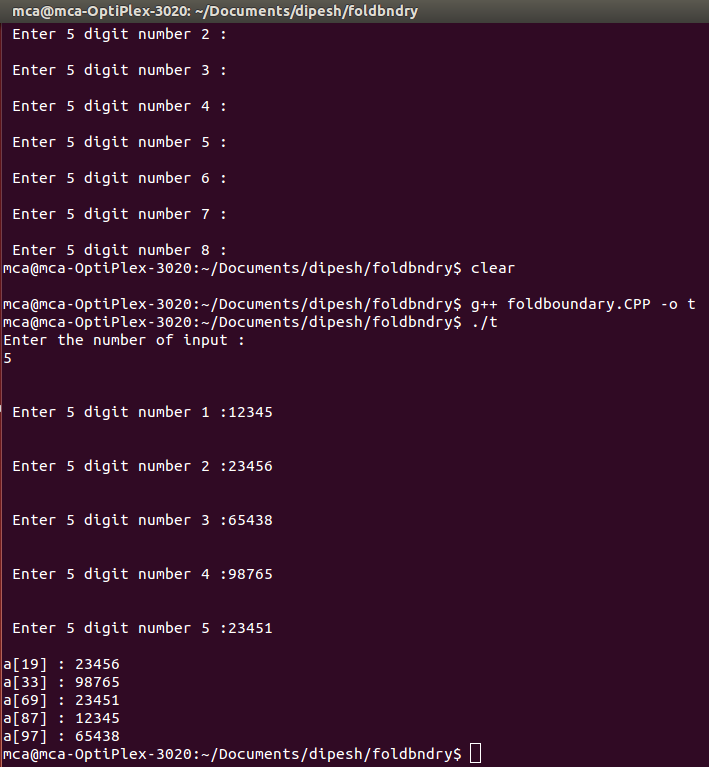 mca@mca-OptiPlex-3020: ~/Documents/dipesh/foldbndry
Enter 5 digit number 2 :
Enter 5 digit number 3 :
Enter 5 digit number 4 :
Enter 5 digit number 5 :
Enter 5 digit number 6 :
Enter 5 digit number 7 :
Enter 5 digit number 8 :
mca@mca-OptiPlex-3020:~/Documents/dipesh/foldbndry$ clear
mca@mca-OptiPlex-3020:~/Documents/dipesh/foldbndry$ g++ foldboundary.CPP -o t
mca@mca-OptiPlex-3020:~/Documents/dipesh/foldbndry$ ./t
Enter the number of input :
5
Enter 5 digit number 1 :12345
Enter 5 digit number 2 :23456
Enter 5 digit number 3 :65438
Enter 5 digit number 4 :98765
Enter 5 digit number 5 :23451
a[19] : 23456
a[33] : 98765
a[69] : 23451
a[87] : 12345
a[97] : 65438
mca@mca-OptiPlex-3020:~/Documents/dipesh/foldbndry$